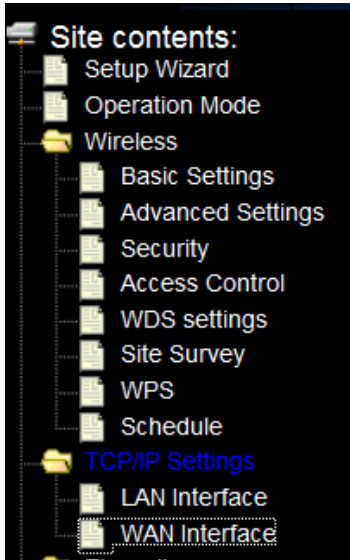 Site contents:
Setup Wizard
Operation Mode
Wireless
Basic Settings
Advanced Settings
Security
Access Control
WDS settings
Site Survey
WPS
Schedule
TCP/IP Settings
LAN Interface
WAN Interface